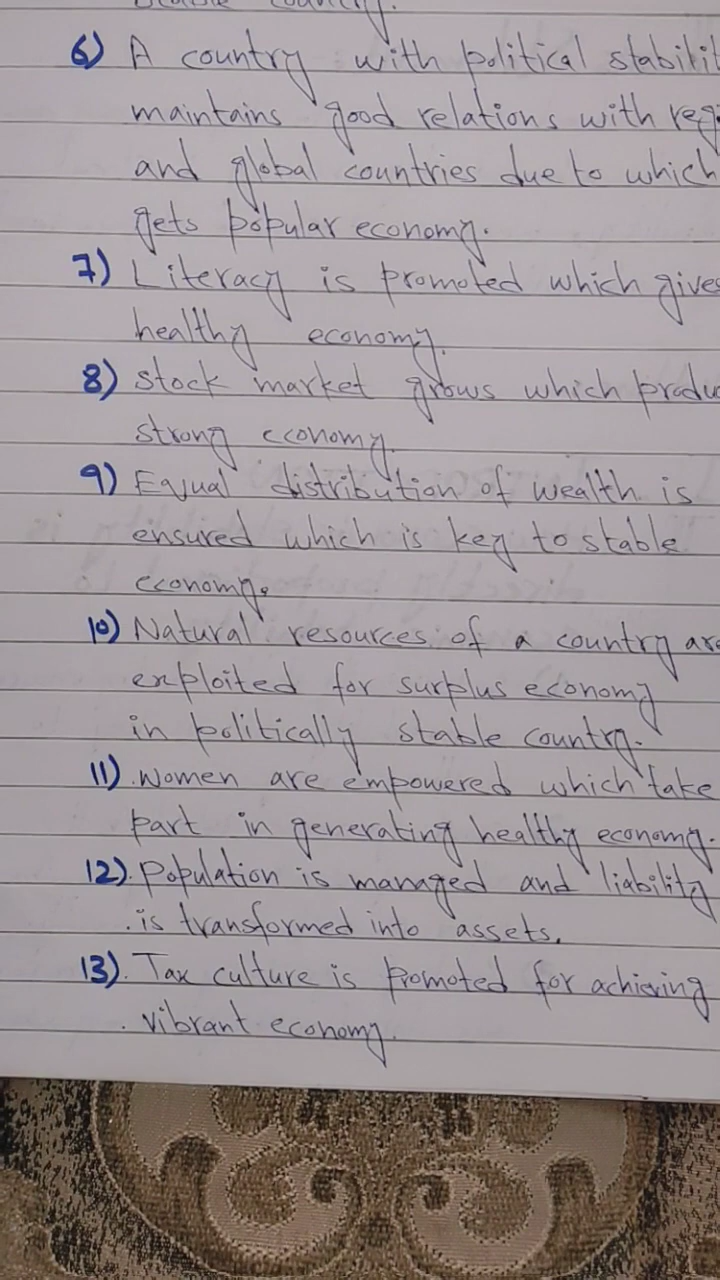 6) A country with political stabilit
maintains good relations with reg
and global countries due to which
gets popular economy.
7) Literacy is promoted which gives
healthy economy.
8) Stock market grows which produ
strong economy.
9) Equal distribution of wealth is
ensured which is key to stable
economy.
10) Natural resources of a country are
exploited for surplus economy
in politically stable country.
11) Women are empowered which take
part in generating healthy economy.
12) Population is managed and liability
is transformed into assets.
13) Tax culture is promoted for achieving
vibrant economy.